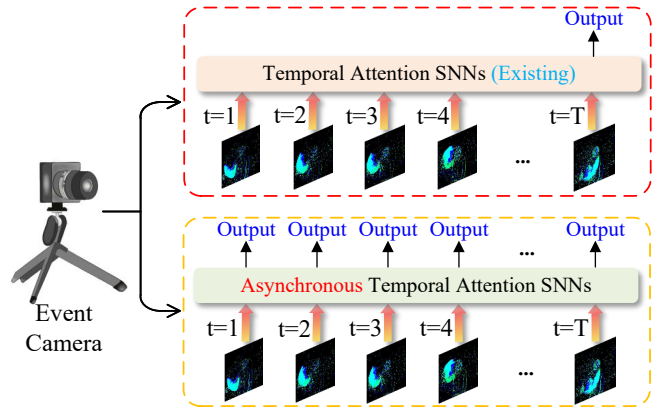 Output
Temporal Attention SNNs (Existing)
t=1 t=2 t=3 t=4 t=T
...
Event
Camera
Output Output Output Output Output
...
Asynchronous Temporal Attention SNNs
t=1 t=2 t=3 t=4 t=T
...